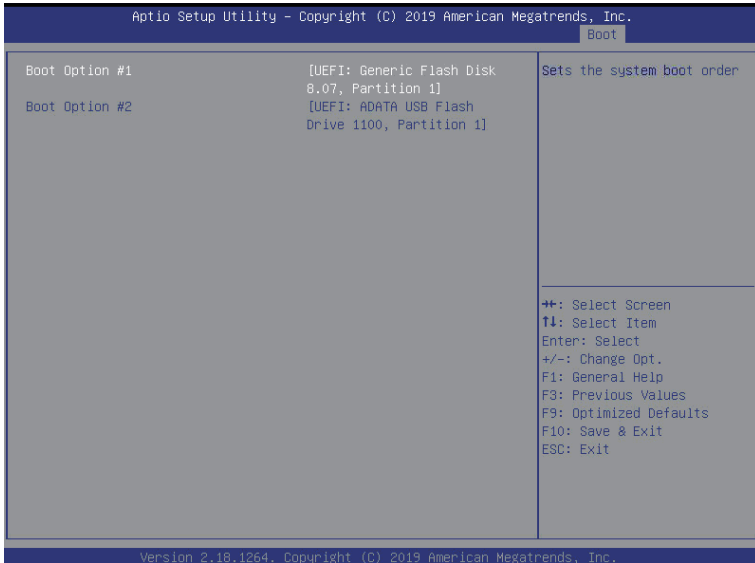 Aptio Setup Utility – Copyright (C) 2019 American Megatrends, Inc.
Boot
Boot Option #1 [UEFI: Generic Flash Disk
8.07, Partition 1]
Boot Option #2 [UEFI: ADATA USB Flash
Drive 1100, Partition 1]
Sets the system boot order
→←: Select Screen
↑↓: Select Item
Enter: Select
+/-: Change Opt.
F1: General Help
F3: Previous Values
F9: Optimized Defaults
F10: Save & Exit
ESC: Exit
Version 2.18.1264. Copyright (C) 2019 American Megatrends, Inc.